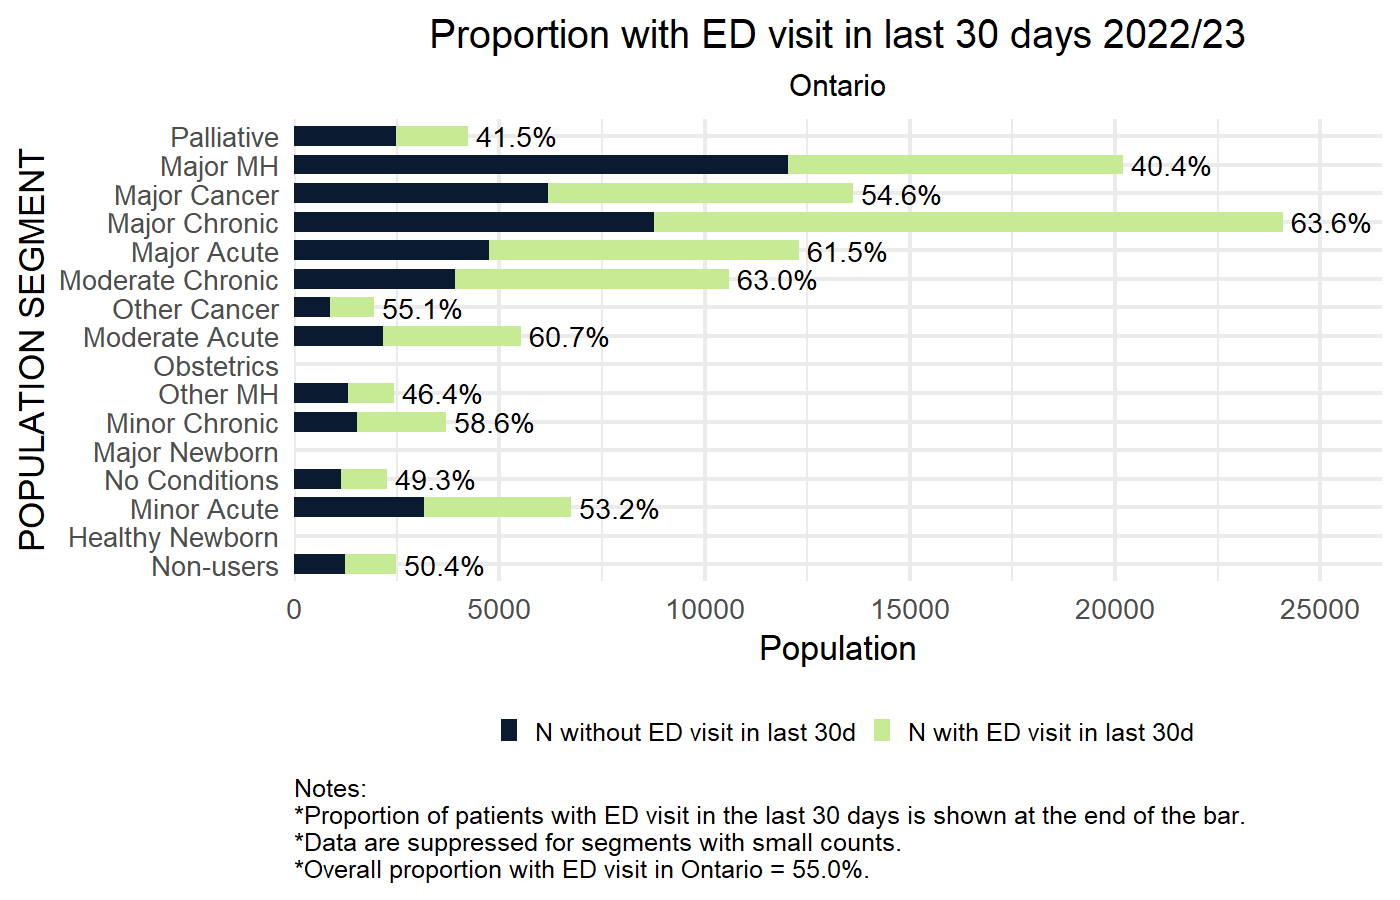 Proportion with ED visit in last 30 days 2022/23
Ontario
POPULATION SEGMENT
Palliative 41.5%
Major MH 40.4%
Major Cancer 54.6%
Major Chronic 63.6%
Major Acute 61.5%
Moderate Chronic 63.0%
Other Cancer 55.1%
Moderate Acute 60.7%
Obstetrics
Other MH 46.4%
Minor Chronic 58.6%
Major Newborn
No Conditions 49.3%
Minor Acute 53.2%
Healthy Newborn
Non-users 50.4%
0 5000 10000 15000 20000 25000
Population
N without ED visit in last 30d N with ED visit in last 30d
Notes:
*Proportion of patients with ED visit in the last 30 days is shown at the end of the bar.
*Data are suppressed for segments with small counts.
*Overall proportion with ED visit in Ontario = 55.0%.